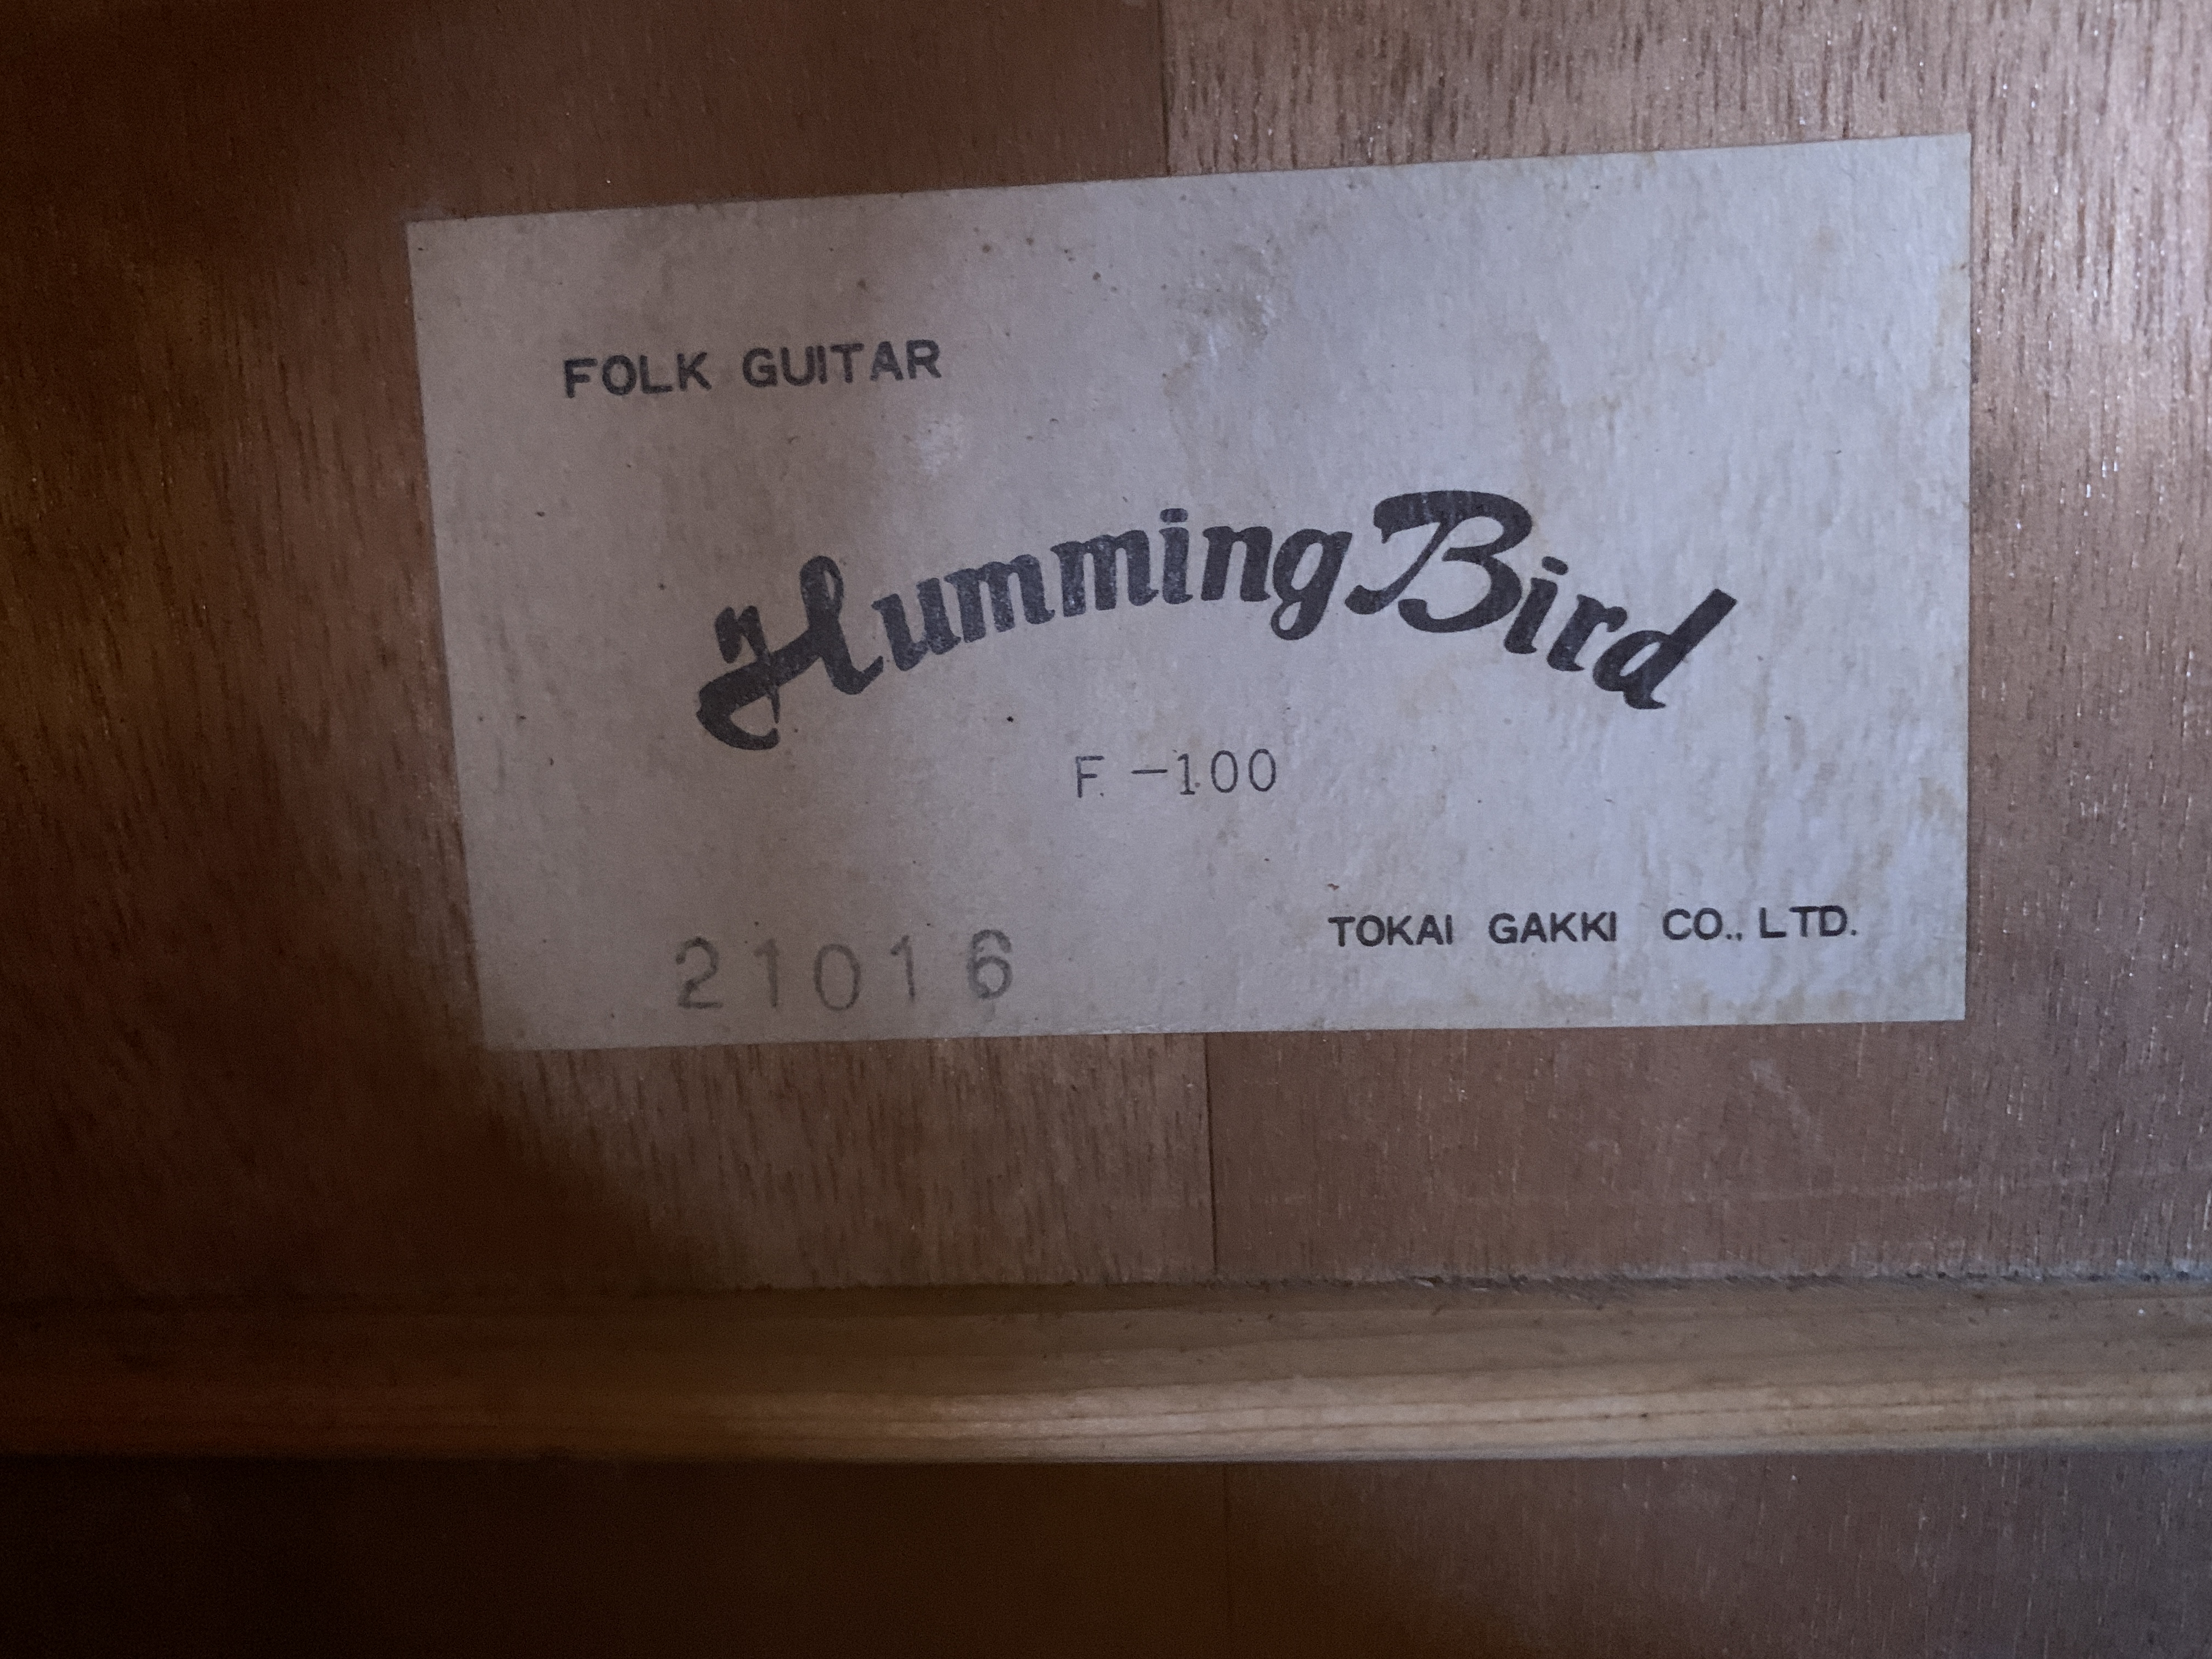 FOLK GUITAR
Humming Bird
F. -100
21016
TOKAI GAKKI CO., LTD.